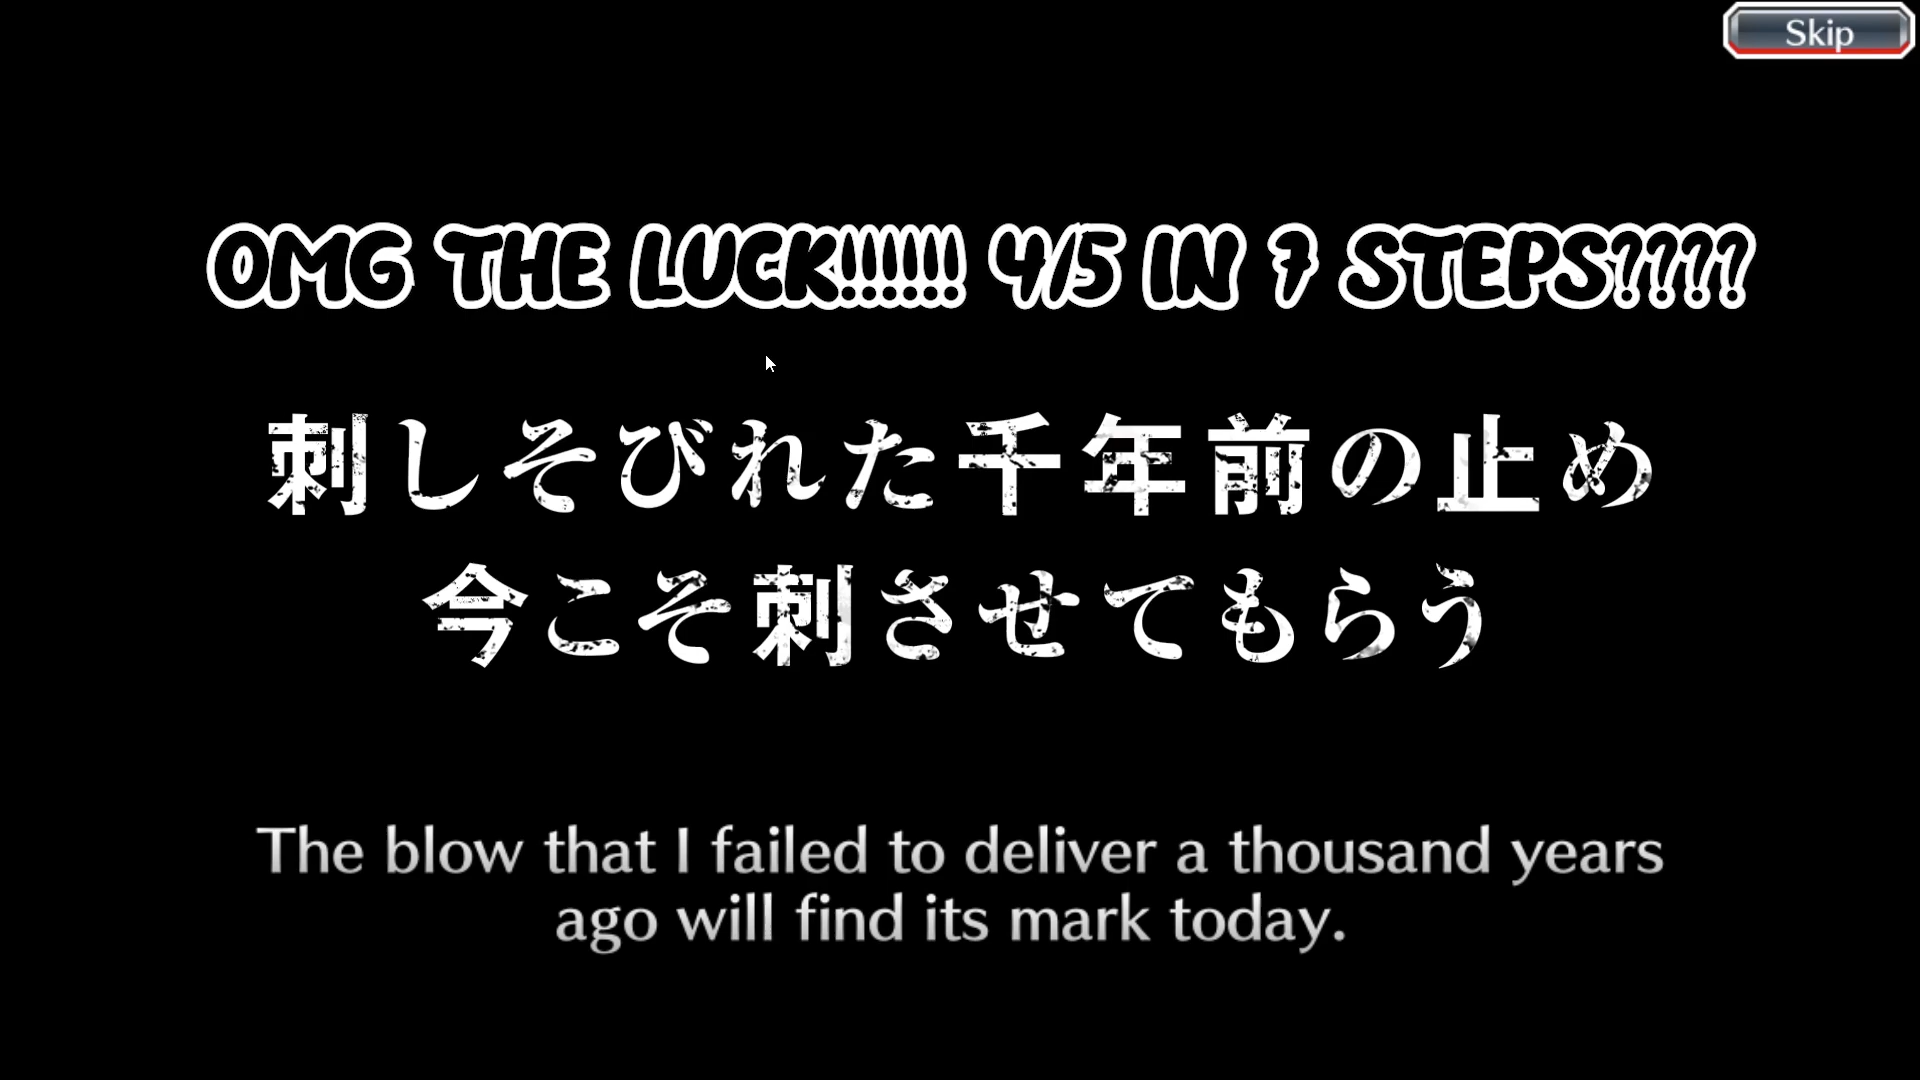 Skip
OMG THE LUCK!!!!!! 4/5 IN 7 STEPS????
刺しそびれた千年前の止め
今こそ刺させてもらう
The blow that I failed to deliver a thousand years
ago will find its mark today.